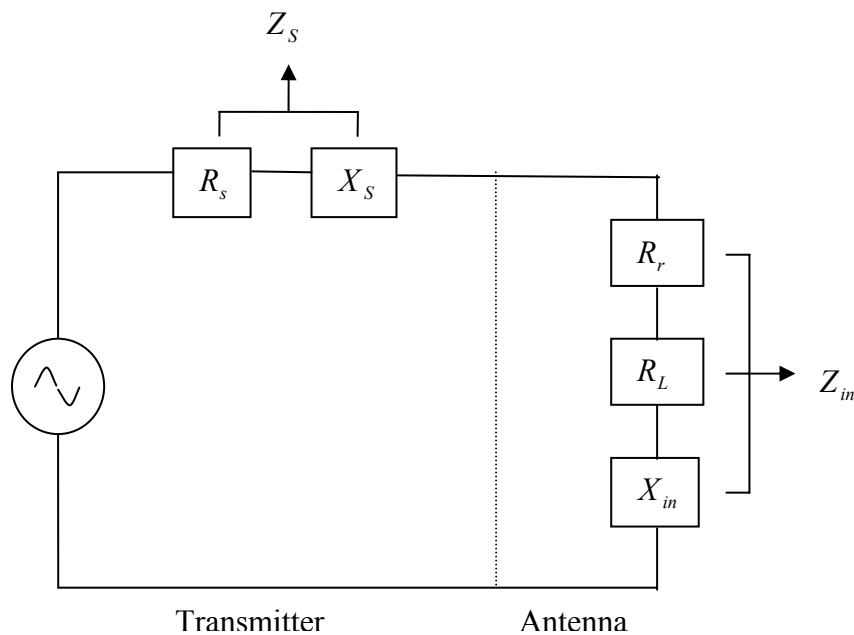 Z_S
R_s
X_S
R_r
R_L
Z_in
X_in
Transmitter
Antenna